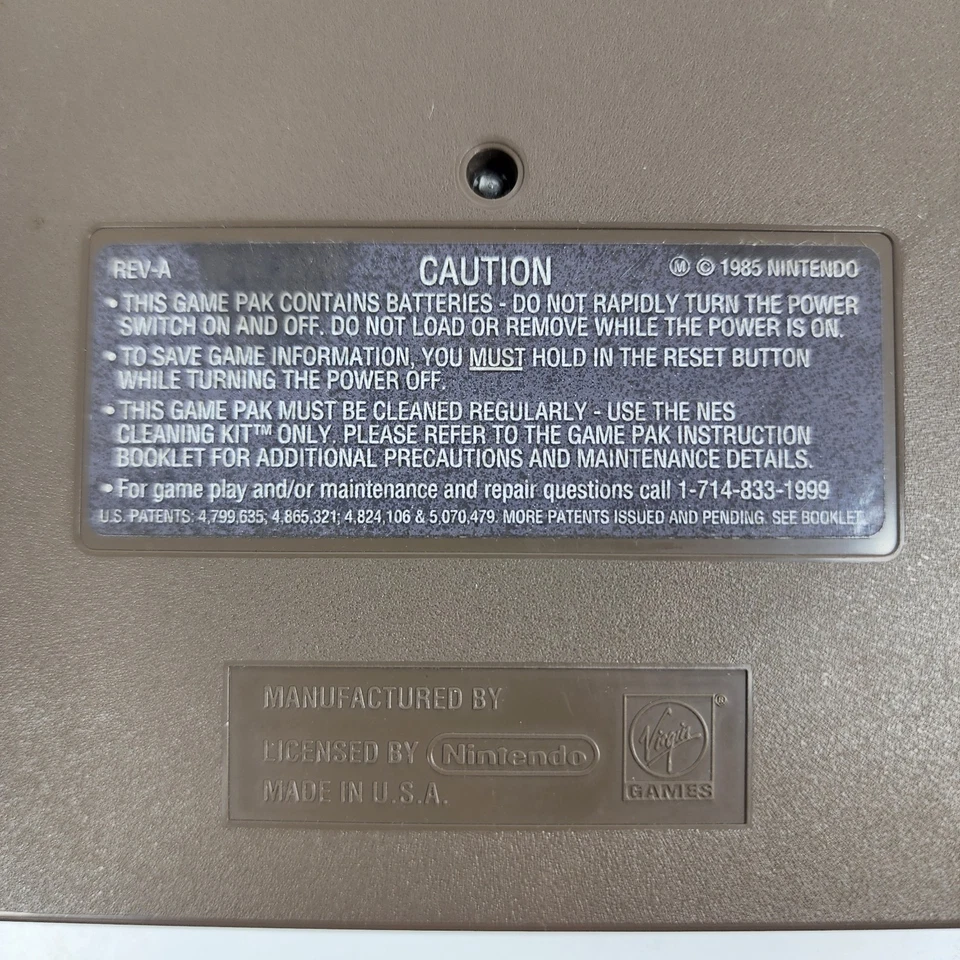 REV-A CAUTION Ⓜ © 1985 NINTENDO
• THIS GAME PAK CONTAINS BATTERIES - DO NOT RAPIDLY TURN THE POWER
SWITCH ON AND OFF. DO NOT LOAD OR REMOVE WHILE THE POWER IS ON.
• TO SAVE GAME INFORMATION, YOU MUST HOLD IN THE RESET BUTTON
WHILE TURNING THE POWER OFF.
• THIS GAME PAK MUST BE CLEANED REGULARLY - USE THE NES
CLEANING KIT™ ONLY. PLEASE REFER TO THE GAME PAK INSTRUCTION
BOOKLET FOR ADDITIONAL PRECAUTIONS AND MAINTENANCE DETAILS.
• For game play and/or maintenance and repair questions call 1-714-833-1999
U.S. PATENTS: 4,799,635; 4,865,321; 4,824,106 & 5,070,479. MORE PATENTS ISSUED AND PENDING. SEE BOOKLET.
MANUFACTURED BY
LICENSED BY Nintendo
MADE IN U.S.A.
Virgin ®
GAMES